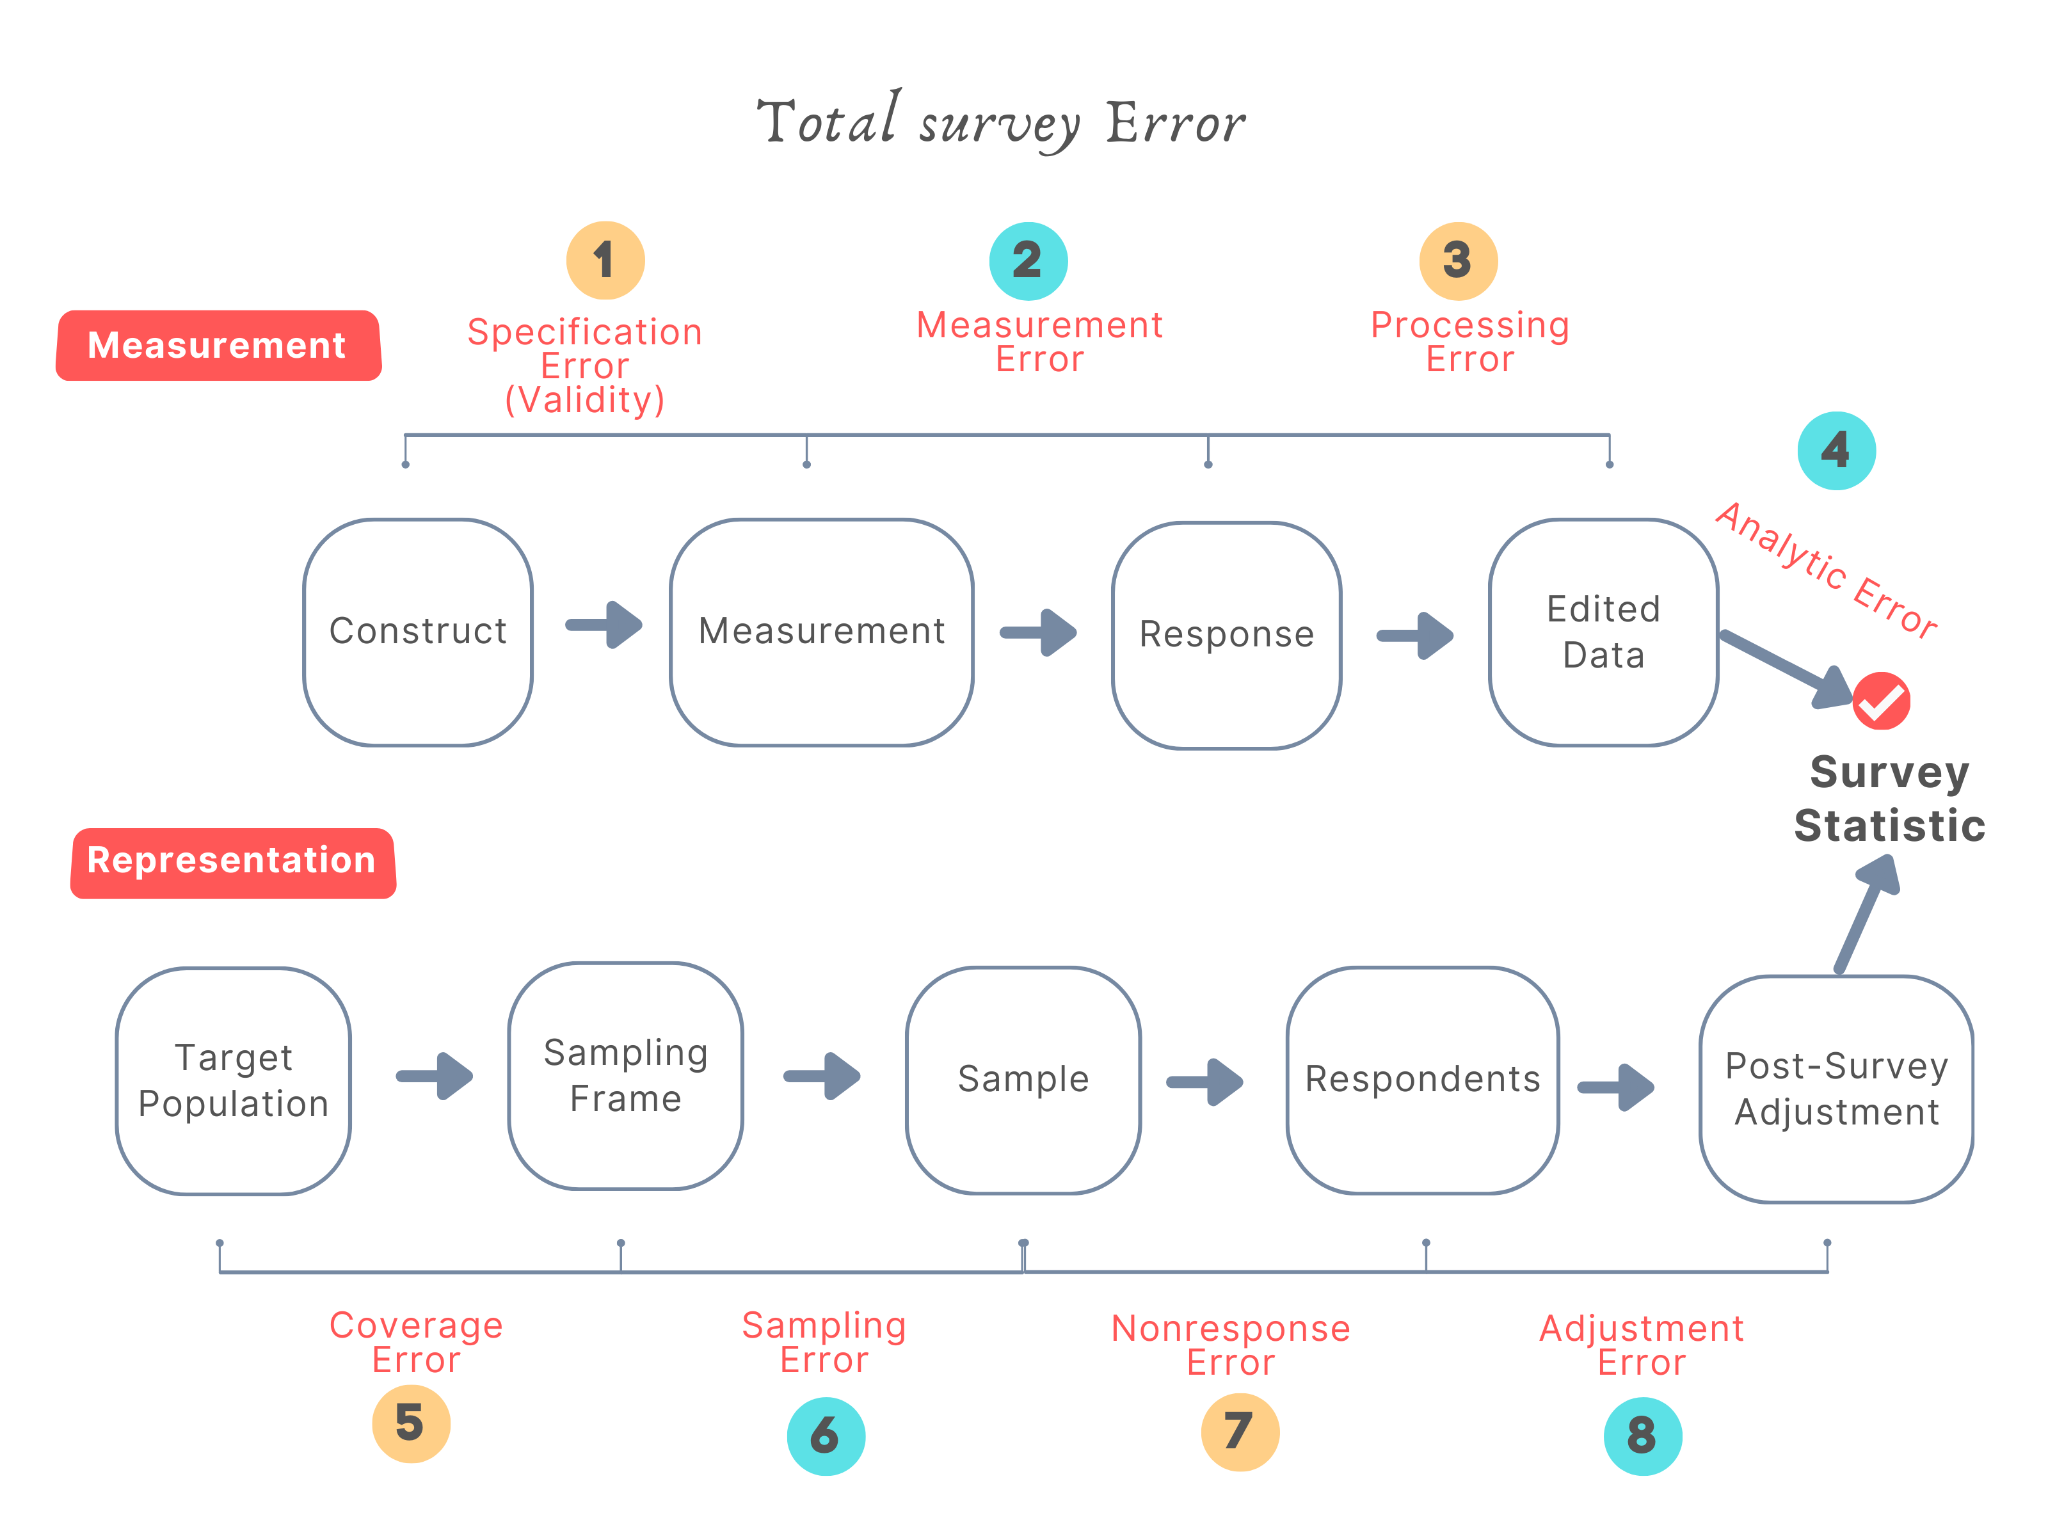 Total survey Error
1
2
3
Measurement
Specification
Error
(Validity)
Measurement
Error
Processing
Error
4
Analytic Error
Construct
Measurement
Response
Edited
Data
Survey
Statistic
Representation
Target
Population
Sampling
Frame
Sample
Respondents
Post-Survey
Adjustment
Coverage
Error
Sampling
Error
Nonresponse
Error
Adjustment
Error
5
6
7
8